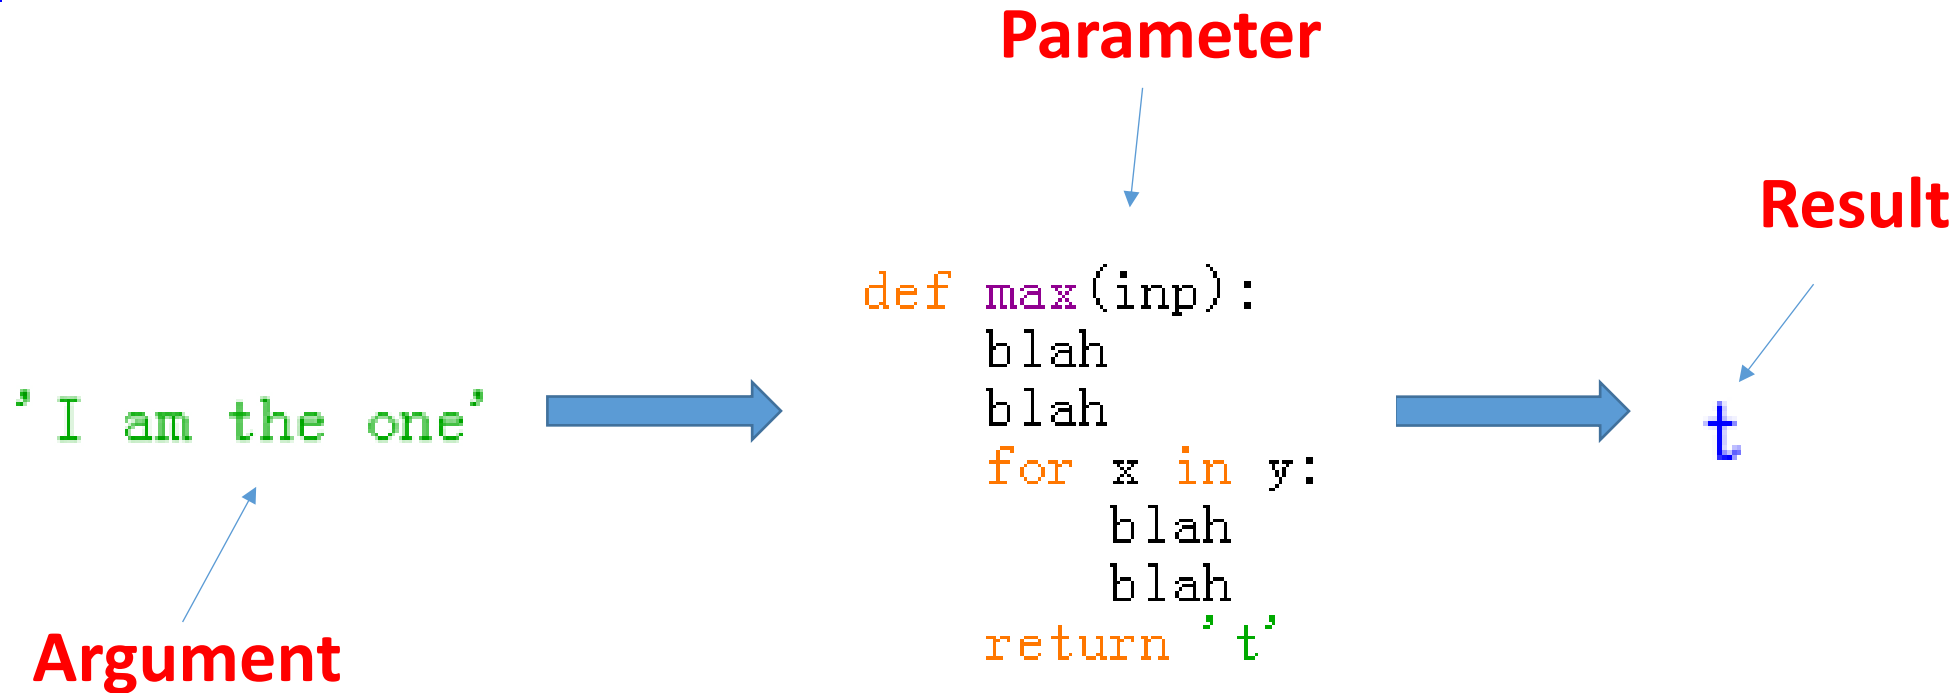 Parameter
Result
def max(inp):
    blah
    blah
    for x in y:
        blah
        blah
    return 't'
'I am the one'
t
Argument